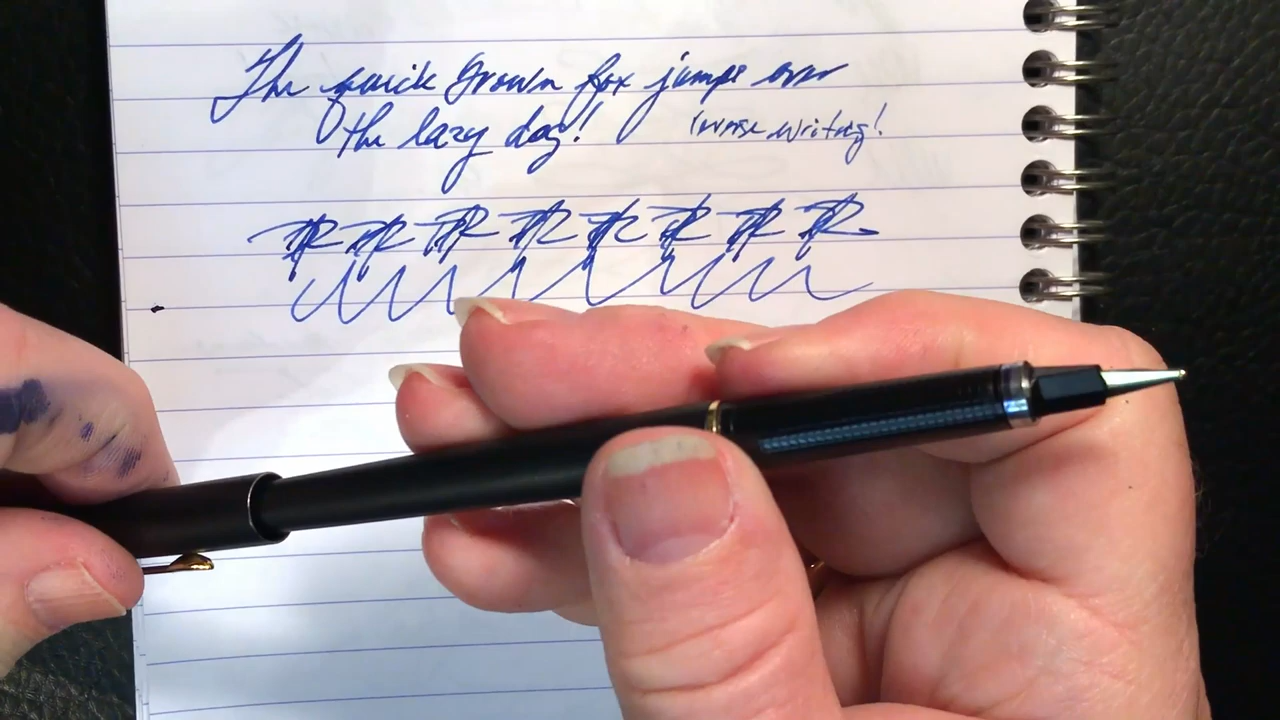 The quick brown fox jumps over
the lazy dog! inverse writing!